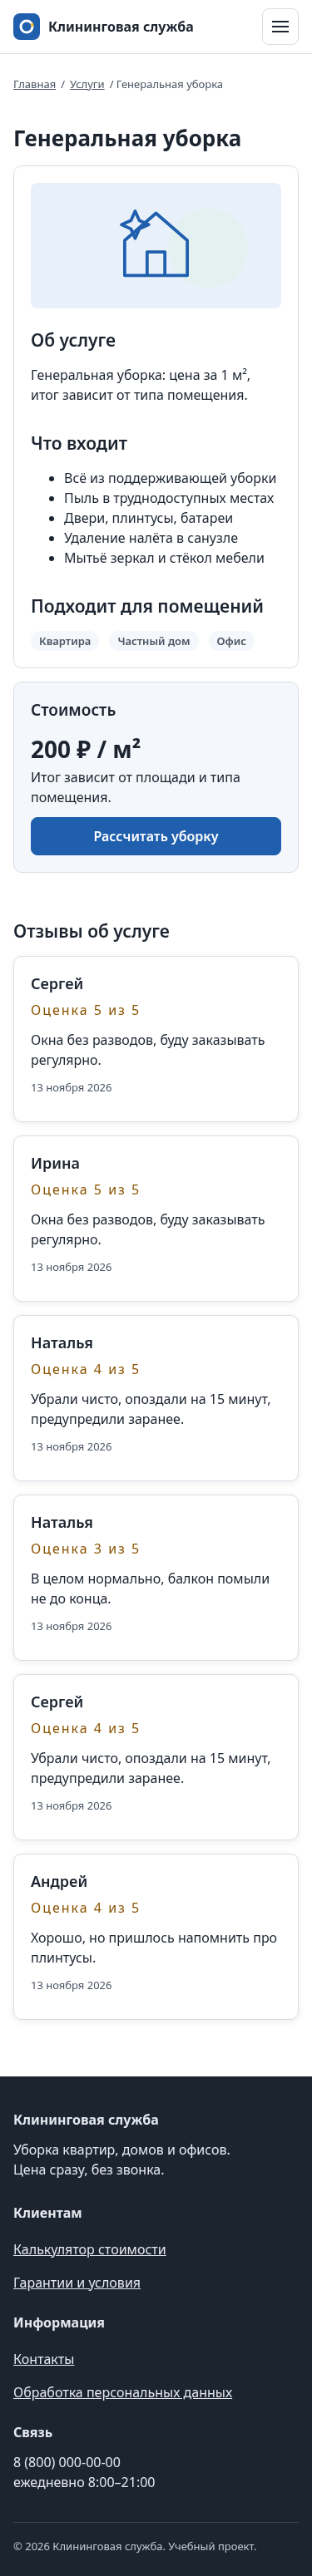 Клининговая служба
Главная / Услуги / Генеральная уборка
Генеральная уборка
Об услуге
Генеральная уборка: цена за 1 м²,
итог зависит от типа помещения.
Что входит
Всё из поддерживающей уборки
Пыль в труднодоступных местах
Двери, плинтусы, батареи
Удаление налёта в санузле
Мытьё зеркал и стёкол мебели
Подходит для помещений
Квартира Частный дом Офис
Стоимость
200 ₽ / м²
Итог зависит от площади и типа
помещения.
Рассчитать уборку
Отзывы об услуге
Сергей
Оценка 5 из 5
Окна без разводов, буду заказывать
регулярно.
13 ноября 2026
Ирина
Оценка 5 из 5
Окна без разводов, буду заказывать
регулярно.
13 ноября 2026
Наталья
Оценка 4 из 5
Убрали чисто, опоздали на 15 минут,
предупредили заранее.
13 ноября 2026
Наталья
Оценка 3 из 5
В целом нормально, балкон помыли
не до конца.
13 ноября 2026
Сергей
Оценка 4 из 5
Убрали чисто, опоздали на 15 минут,
предупредили заранее.
13 ноября 2026
Андрей
Оценка 4 из 5
Хорошо, но пришлось напомнить про
плинтусы.
13 ноября 2026
Клининговая служба
Уборка квартир, домов и офисов.
Цена сразу, без звонка.
Клиентам
Калькулятор стоимости
Гарантии и условия
Информация
Контакты
Обработка персональных данных
Связь
8 (800) 000-00-00
ежедневно 8:00–21:00
© 2026 Клининговая служба. Учебный проект.